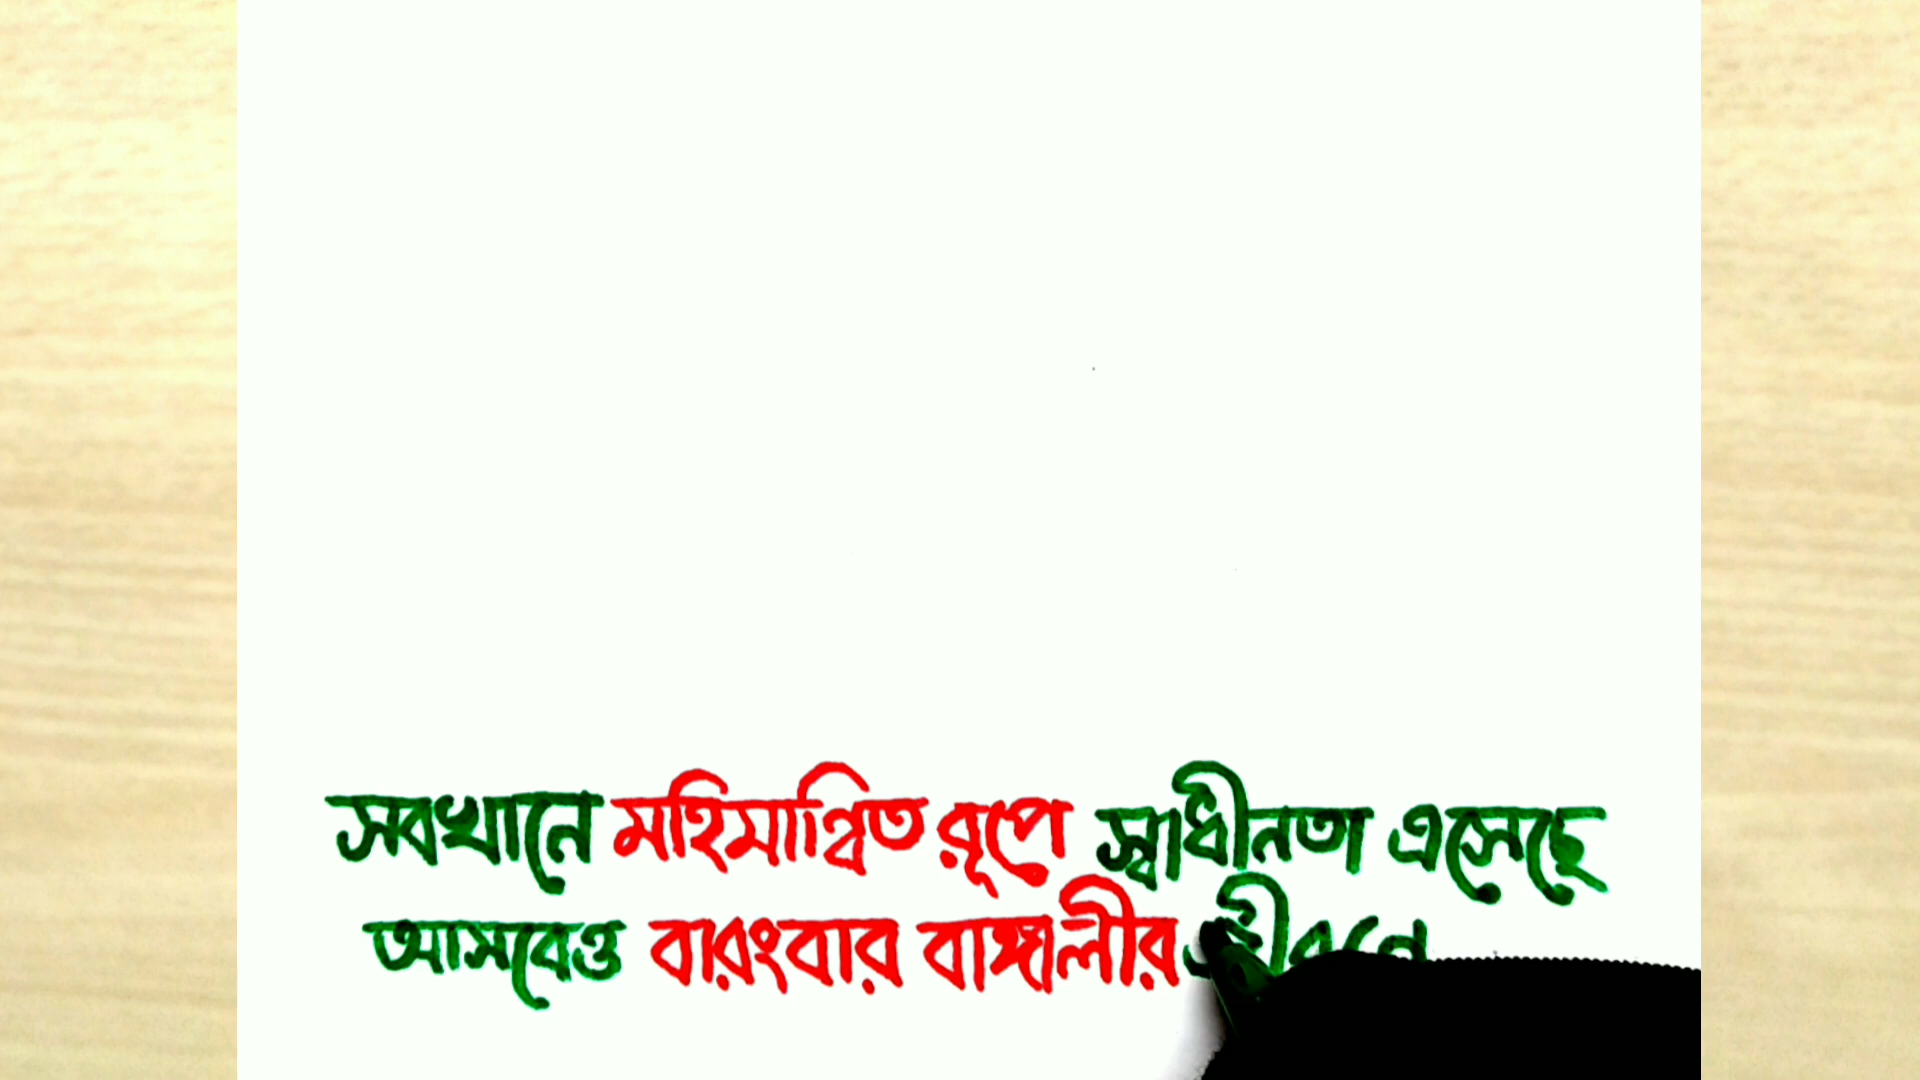 সবখানে মহিমান্বিত রূপে স্বাধীনতা এসেছে
আসবেও বারংবার বাঙ্গালীর